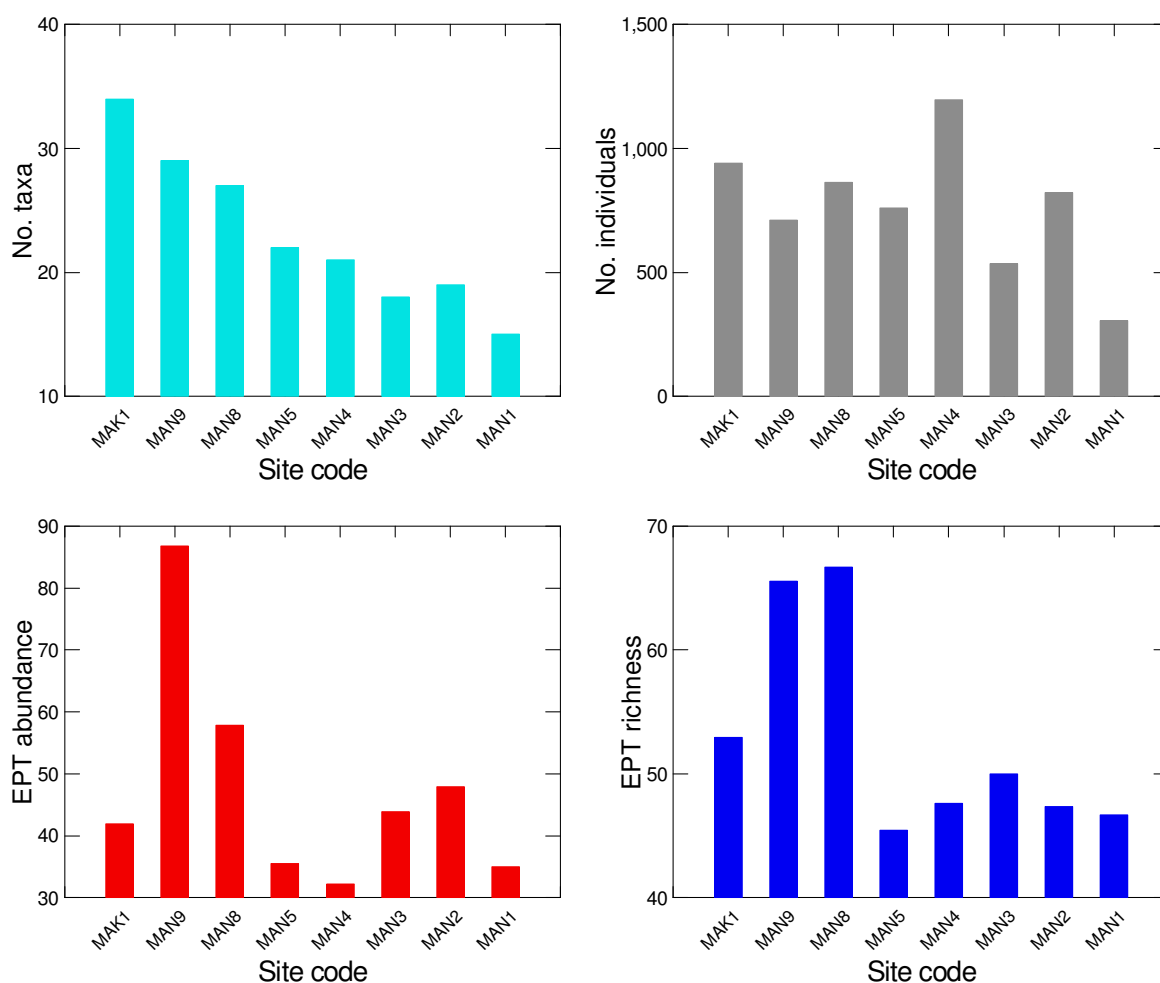 40
30
20
10
No. taxa
MAK1 MAN9 MAN8 MAN5 MAN4 MAN3 MAN2 MAN1
Site code
1,500
1,000
500
0
No. individuals
MAK1 MAN9 MAN8 MAN5 MAN4 MAN3 MAN2 MAN1
Site code
90
80
70
60
50
40
30
EPT abundance
MAK1 MAN9 MAN8 MAN5 MAN4 MAN3 MAN2 MAN1
Site code
70
60
50
40
EPT richness
MAK1 MAN9 MAN8 MAN5 MAN4 MAN3 MAN2 MAN1
Site code